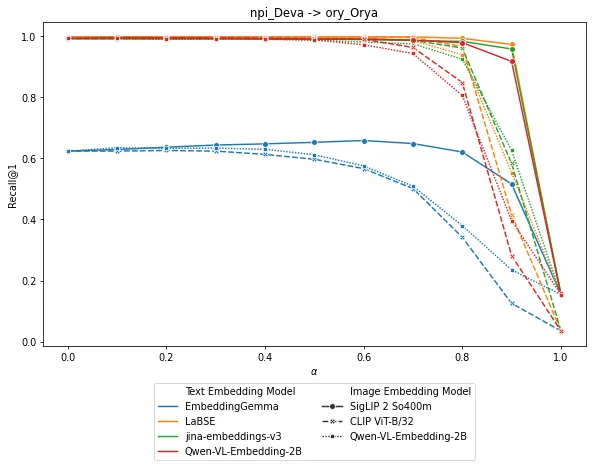 npi_Deva -> ory_Orya
1.0
0.8
0.6
0.4
0.2
0.0
Recall@1
0.0 0.2 0.4 0.6 0.8 1.0
α
Text Embedding Model Image Embedding Model
EmbeddingGemma SigLIP 2 So400m
LaBSE CLIP ViT-B/32
jina-embeddings-v3 Qwen-VL-Embedding-2B
Qwen-VL-Embedding-2B